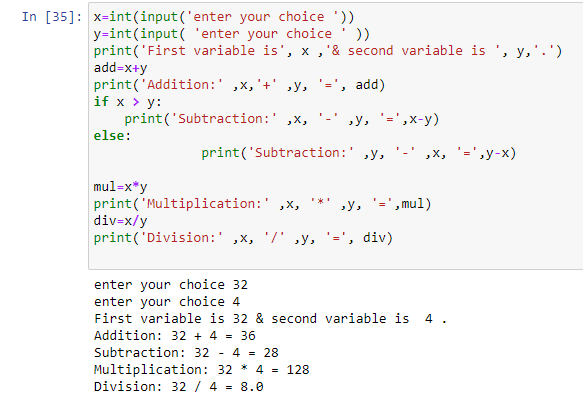 In [35]: x=int(input('enter your choice '))
y=int(input( 'enter your choice ' ))
print('First variable is', x ,'& second variable is ', y,'.')
add=x+y
print('Addition:' ,x,'+' ,y, '=', add)
if x > y:
    print('Subtraction:' ,x, '-' ,y, '=',x-y)
else:
              print('Subtraction:' ,y, '-' ,x, '=',y-x)

mul=x*y
print('Multiplication:' ,x, '*' ,y, '=',mul)
div=x/y
print('Division:' ,x, '/' ,y, '=', div)

enter your choice 32
enter your choice 4
First variable is 32 & second variable is  4 .
Addition: 32 + 4 = 36
Subtraction: 32 - 4 = 28
Multiplication: 32 * 4 = 128
Division: 32 / 4 = 8.0